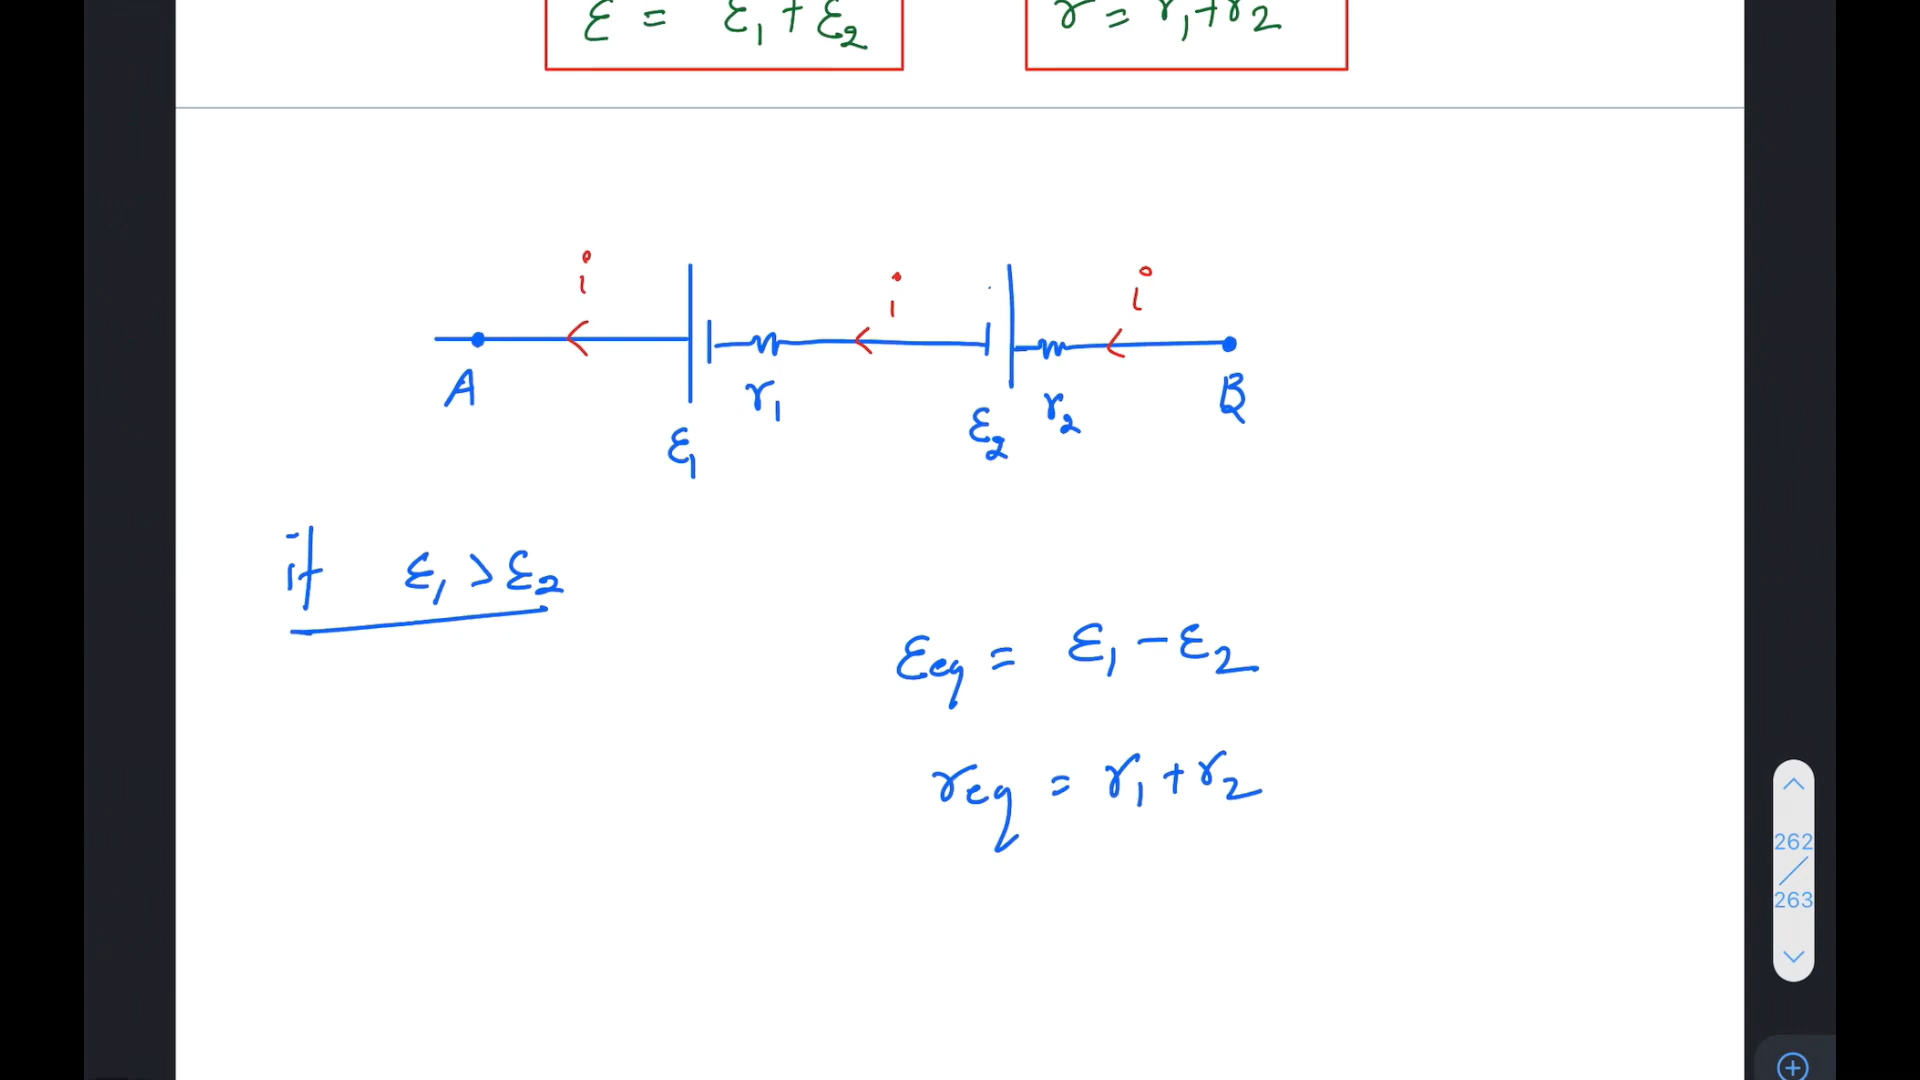 ε = ε₁ + ε₂ r = r₁ + r₂
i i i
A r₁ r₂ B
ε₁ ε₂
if ε₁ > ε₂
εeq = ε₁ - ε₂
req = r₁ + r₂
262
263